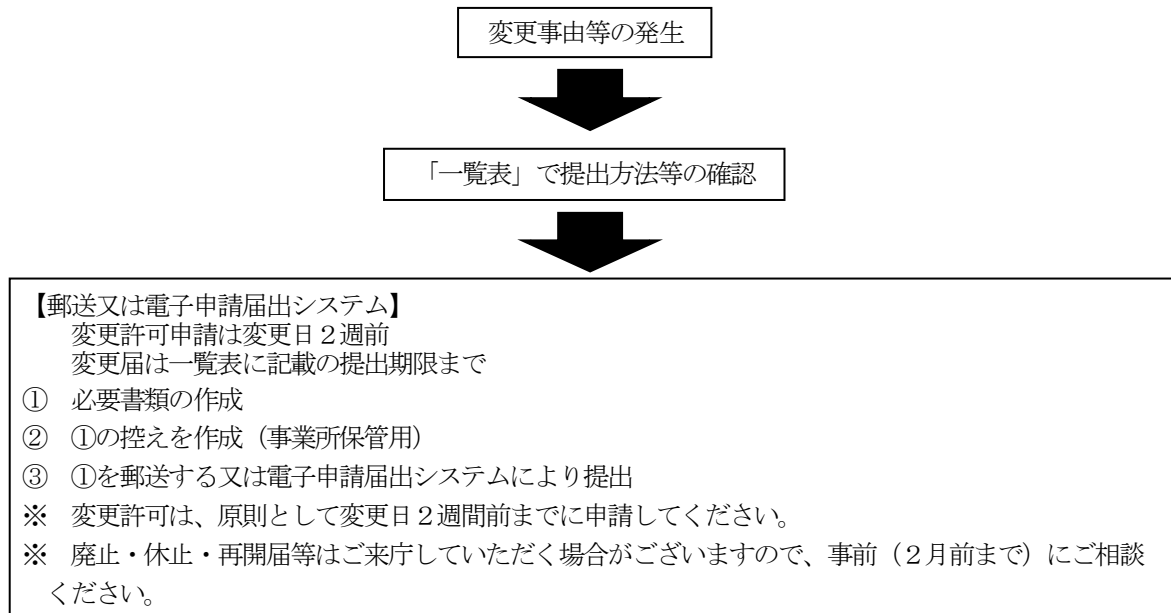 変更事由等の発生
「一覧表」で提出方法等の確認
【郵送又は電子申請届出システム】
変更許可申請は変更日２週前
変更届は一覧表に記載の提出期限まで
①　必要書類の作成
②　①の控えを作成（事業所保管用）
③　①を郵送する又は電子申請届出システムにより提出
※　変更許可は、原則として変更日２週間前までに申請してください。
※　廃止・休止・再開届等はご来庁していただく場合がございますので、事前（２月前まで）にご相談
ください。